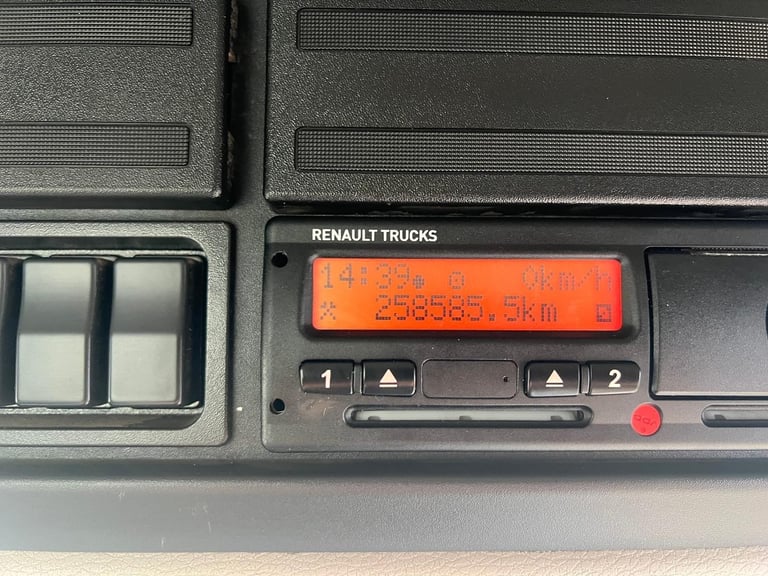 RENAULT TRUCKS
14:39 0km/h
258585.5km
1 2